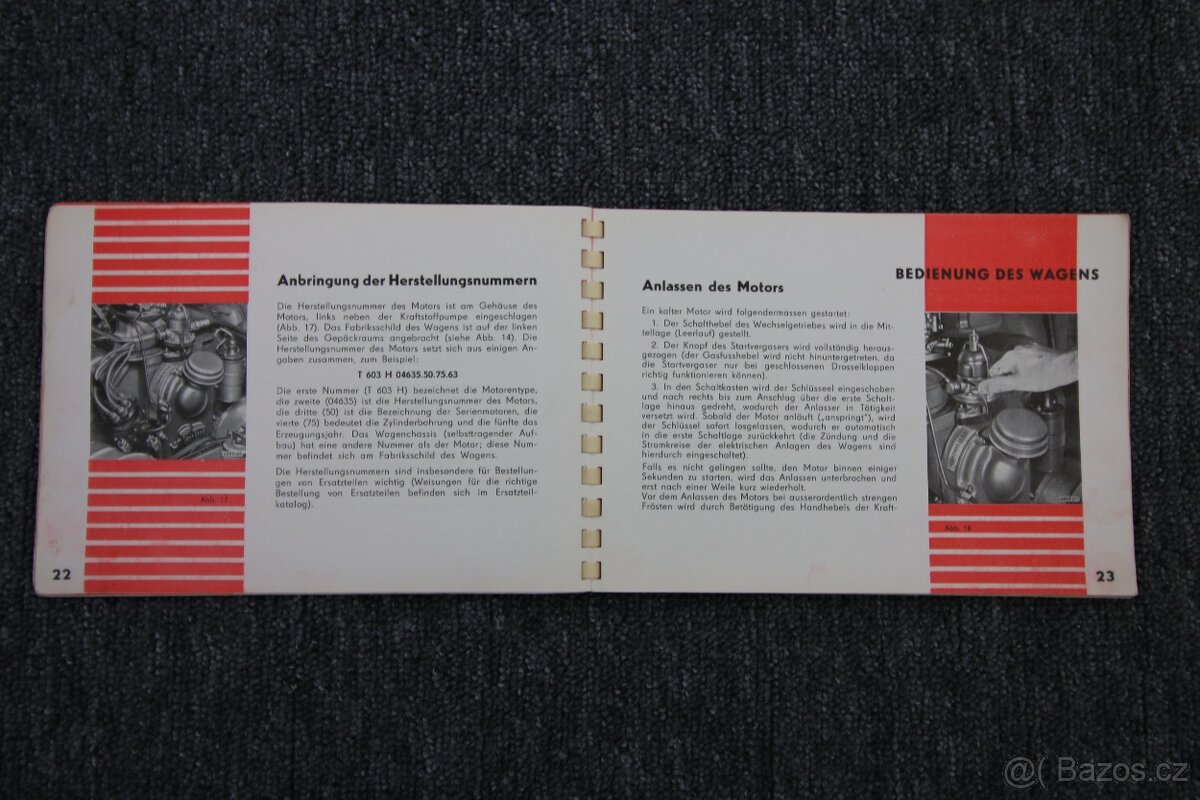 Anbringung der Herstellungsnummern
Die Herstellungsnummer des Motors ist am Gehäuse des
Motors, links neben der Kraftstoffpumpe eingeschlagen
(Abb. 17). Das Fabriksschild des Wagens ist auf der linken
Seite des Gepäckraums angebracht (siehe Abb. 14). Die
Herstellungsnummer des Motors setzt sich aus einigen An-
gaben zusammen, zum Beispiel:
T 603 H 04635.50.75.63
Die erste Nummer (T 603 H) bezeichnet die Motorentype,
die zweite (04635) ist die Herstellungsnummer des Motors,
die dritte (50) ist die Bezeichnung der Serienmotoren, die
vierte (75) bedeutet die Zylinderbohrung und die fünfte das
Erzeugungsjahr. Das Wagenchassis (selbsttragender Auf-
bau) hat eine andere Nummer als der Motor; diese Num-
mer befindet sich am Fabriksschild des Wagens.
Die Herstellungsnummern sind insbesondere für Bestellun-
gen von Ersatzteilen wichtig (Weisungen für die richtige
Bestellung von Ersatzteilen befinden sich im Ersatzteil-
katalog).
Abb. 17
22
BEDIENUNG DES WAGENS
Anlassen des Motors
Ein kalter Motor wird folgendermassen gestartet:
1. Der Schalthebel des Wechselgetriebes wird in die Mit-
tellage (Leerlauf) gestellt.
2. Der Knopf des Startvergasers wird vollständig heraus-
gezogen (der Gasfusshebel wird nicht hinuntergetreten, da
die Startvergaser nur bei geschlossenen Drosselklappen
richtig funktionieren können).
3. In den Schaltkasten wird der Schlüsseel eingeschoben
und nach rechts bis zum Anschlag über die erste Schalt-
lage hinaus gedreht, wodurch der Anlasser in Tätigkeit
versetzt wird. Sobald der Motor anläuft („anspringt"), wird
der Schlüssel sofort losgelassen, wodurch er automatisch
in die erste Schaltlage zurückkehrt (die Zündung und die
Stromkreise der elektrischen Anlagen des Wagens sind
hierdurch eingeschaltet).
Falls es nicht gelingen sollte, den Motor binnen einiger
Sekunden zu starten, wird das Anlassen unterbrochen und
erst nach einer Weile kurz wiederholt.
Vor dem Anlassen des Motors bei ausserordentlich strengen
Frösten wird durch Betätigung des Handhebels der Kraft-
Abb. 18
23
@( Bazos.cz